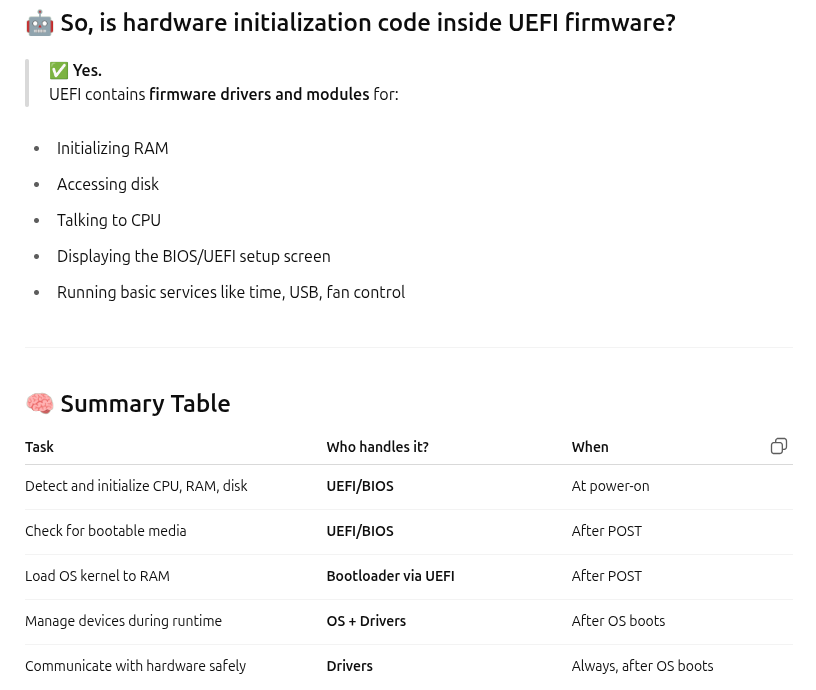 🤖 So, is hardware initialization code inside UEFI firmware?
✅ Yes.
UEFI contains firmware drivers and modules for:
• Initializing RAM
• Accessing disk
• Talking to CPU
• Displaying the BIOS/UEFI setup screen
• Running basic services like time, USB, fan control
🧠 Summary Table
Task Who handles it? When
Detect and initialize CPU, RAM, disk UEFI/BIOS At power-on
Check for bootable media UEFI/BIOS After POST
Load OS kernel to RAM Bootloader via UEFI After POST
Manage devices during runtime OS + Drivers After OS boots
Communicate with hardware safely Drivers Always, after OS boots